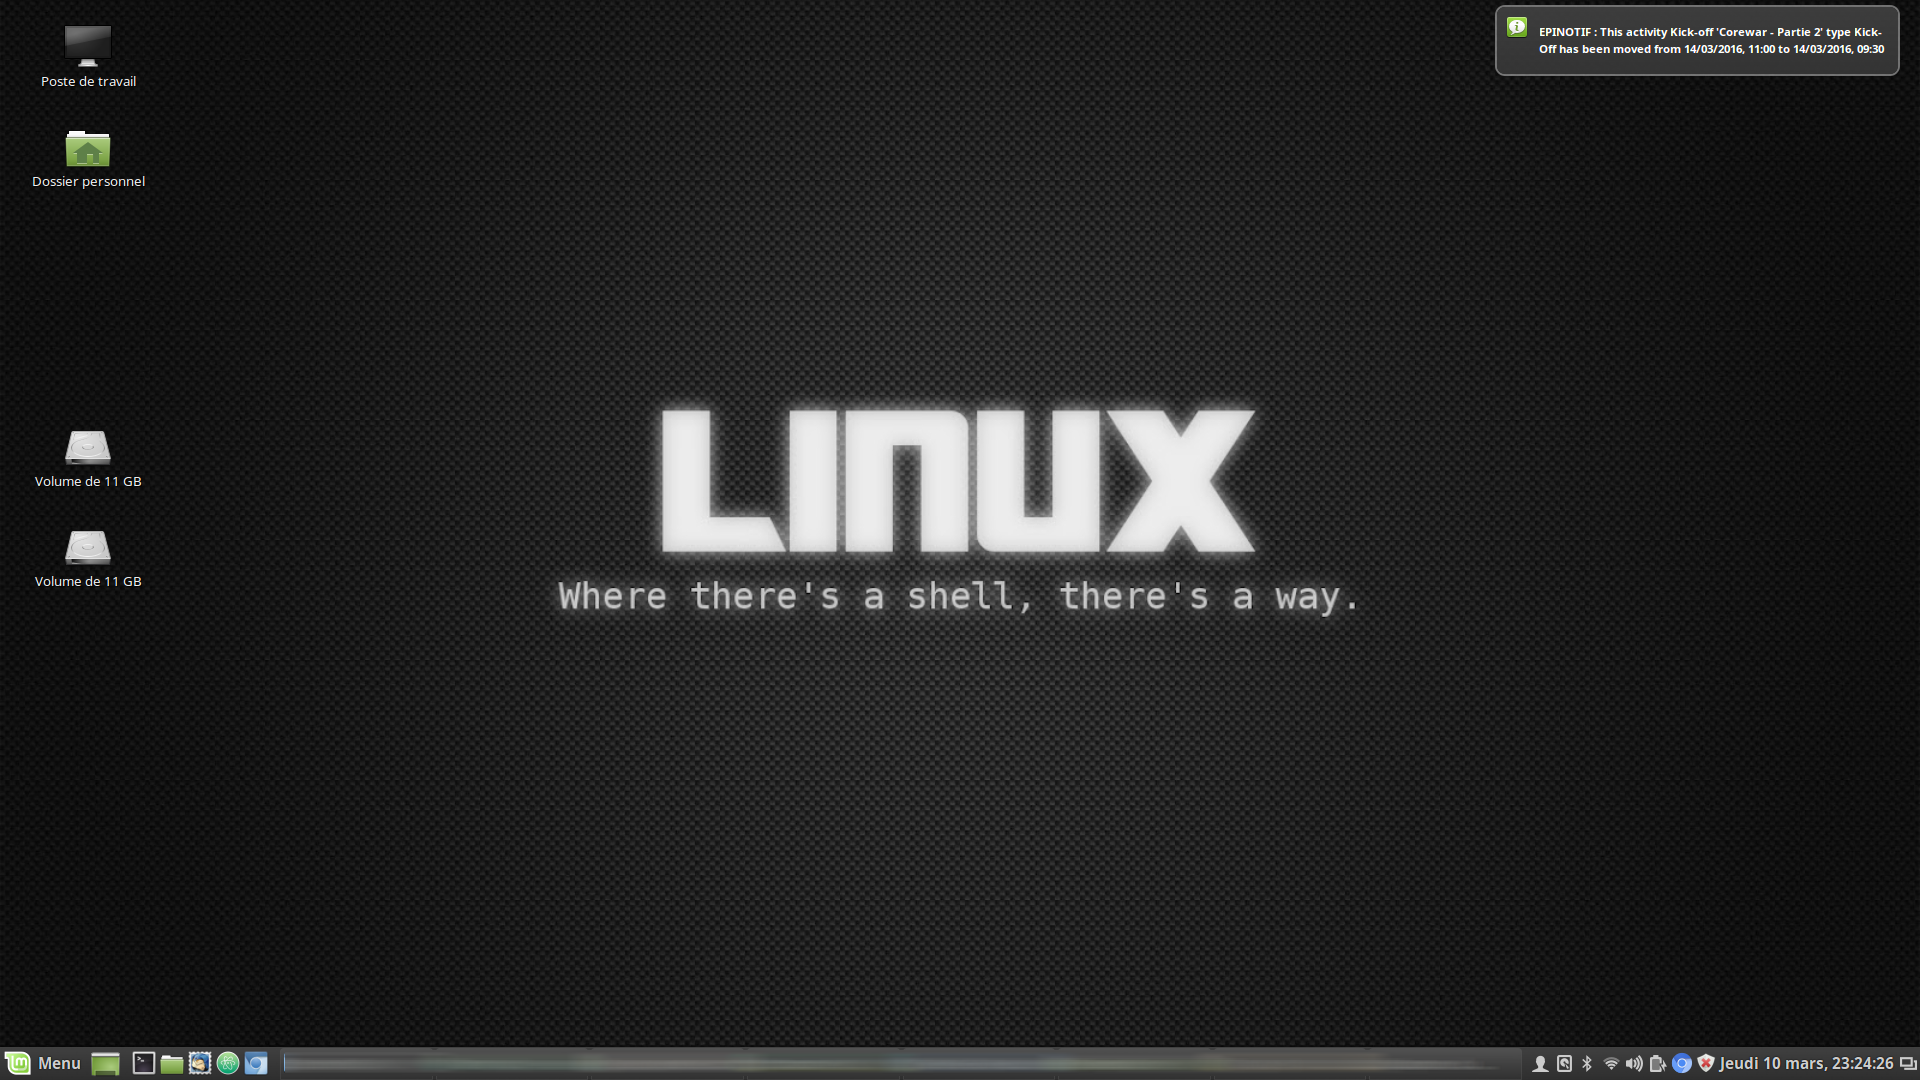 Poste de travail
Dossier personnel
Volume de 11 GB
Volume de 11 GB
EPINOTIF : This activity Kick-off 'Corewar - Partie 2' type Kick-
Off has been moved from 14/03/2016, 11:00 to 14/03/2016, 09:30
LINUX
Where there's a shell, there's a way.
Menu
Jeudi 10 mars, 23:24:26